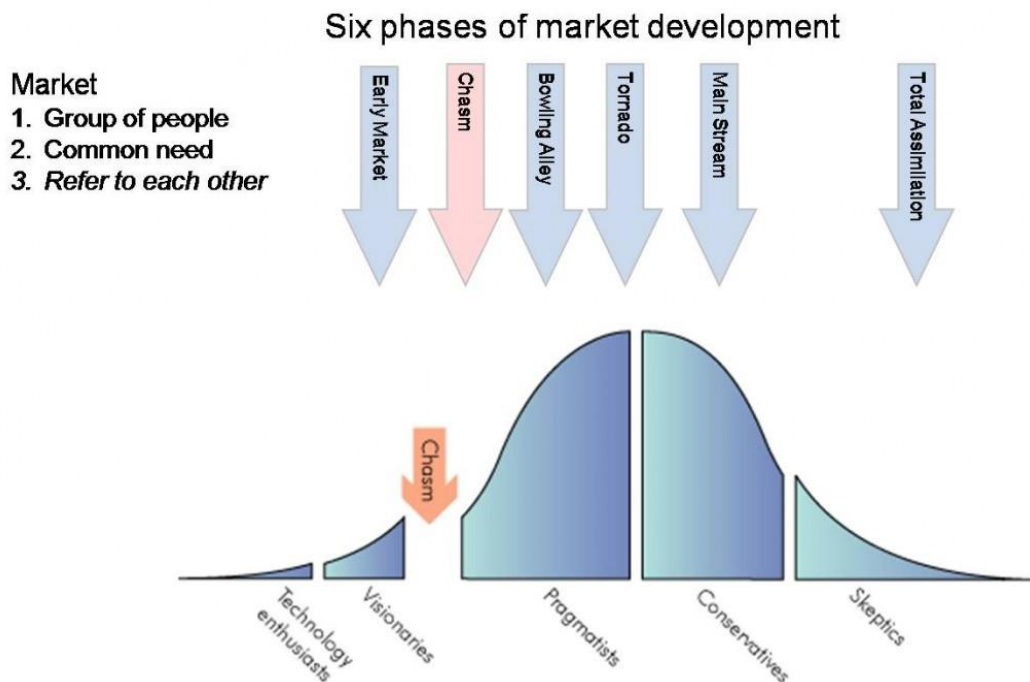 Six phases of market development
Market
1. Group of people
2. Common need
3. Refer to each other
Early Market
Chasm
Bowling Alley
Tornado
Main Stream
Total Assimilation
Chasm
Technology
enthusiasts
Visionaries
Pragmatists
Conservatives
Skeptics